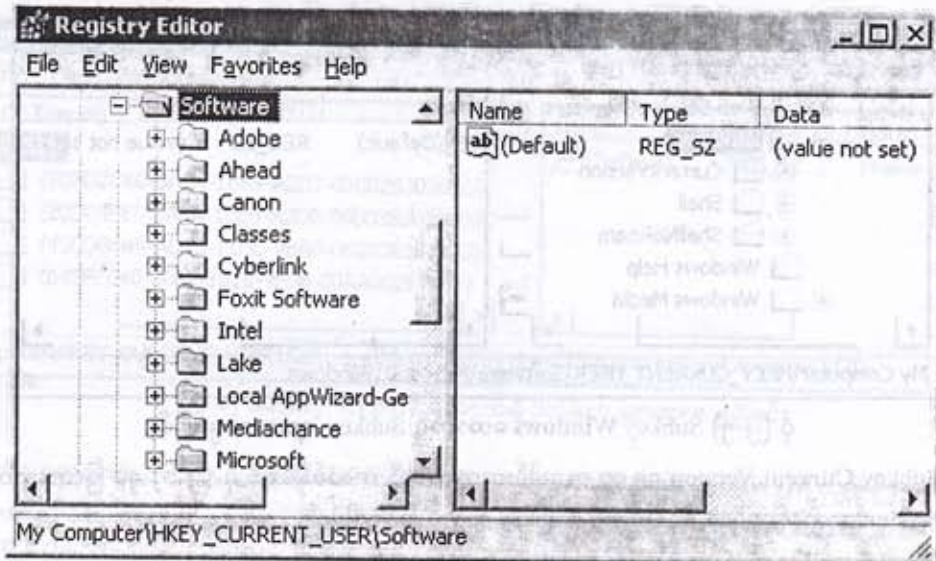 Registry Editor
File Edit View Favorites Help
Software
Adobe
Ahead
Canon
Classes
Cyberlink
Foxit Software
Intel
Lake
Local AppWizard-Ge
Mediachance
Microsoft
Name Type Data
ab (Default) REG_SZ (value not set)
My Computer\HKEY_CURRENT_USER\Software